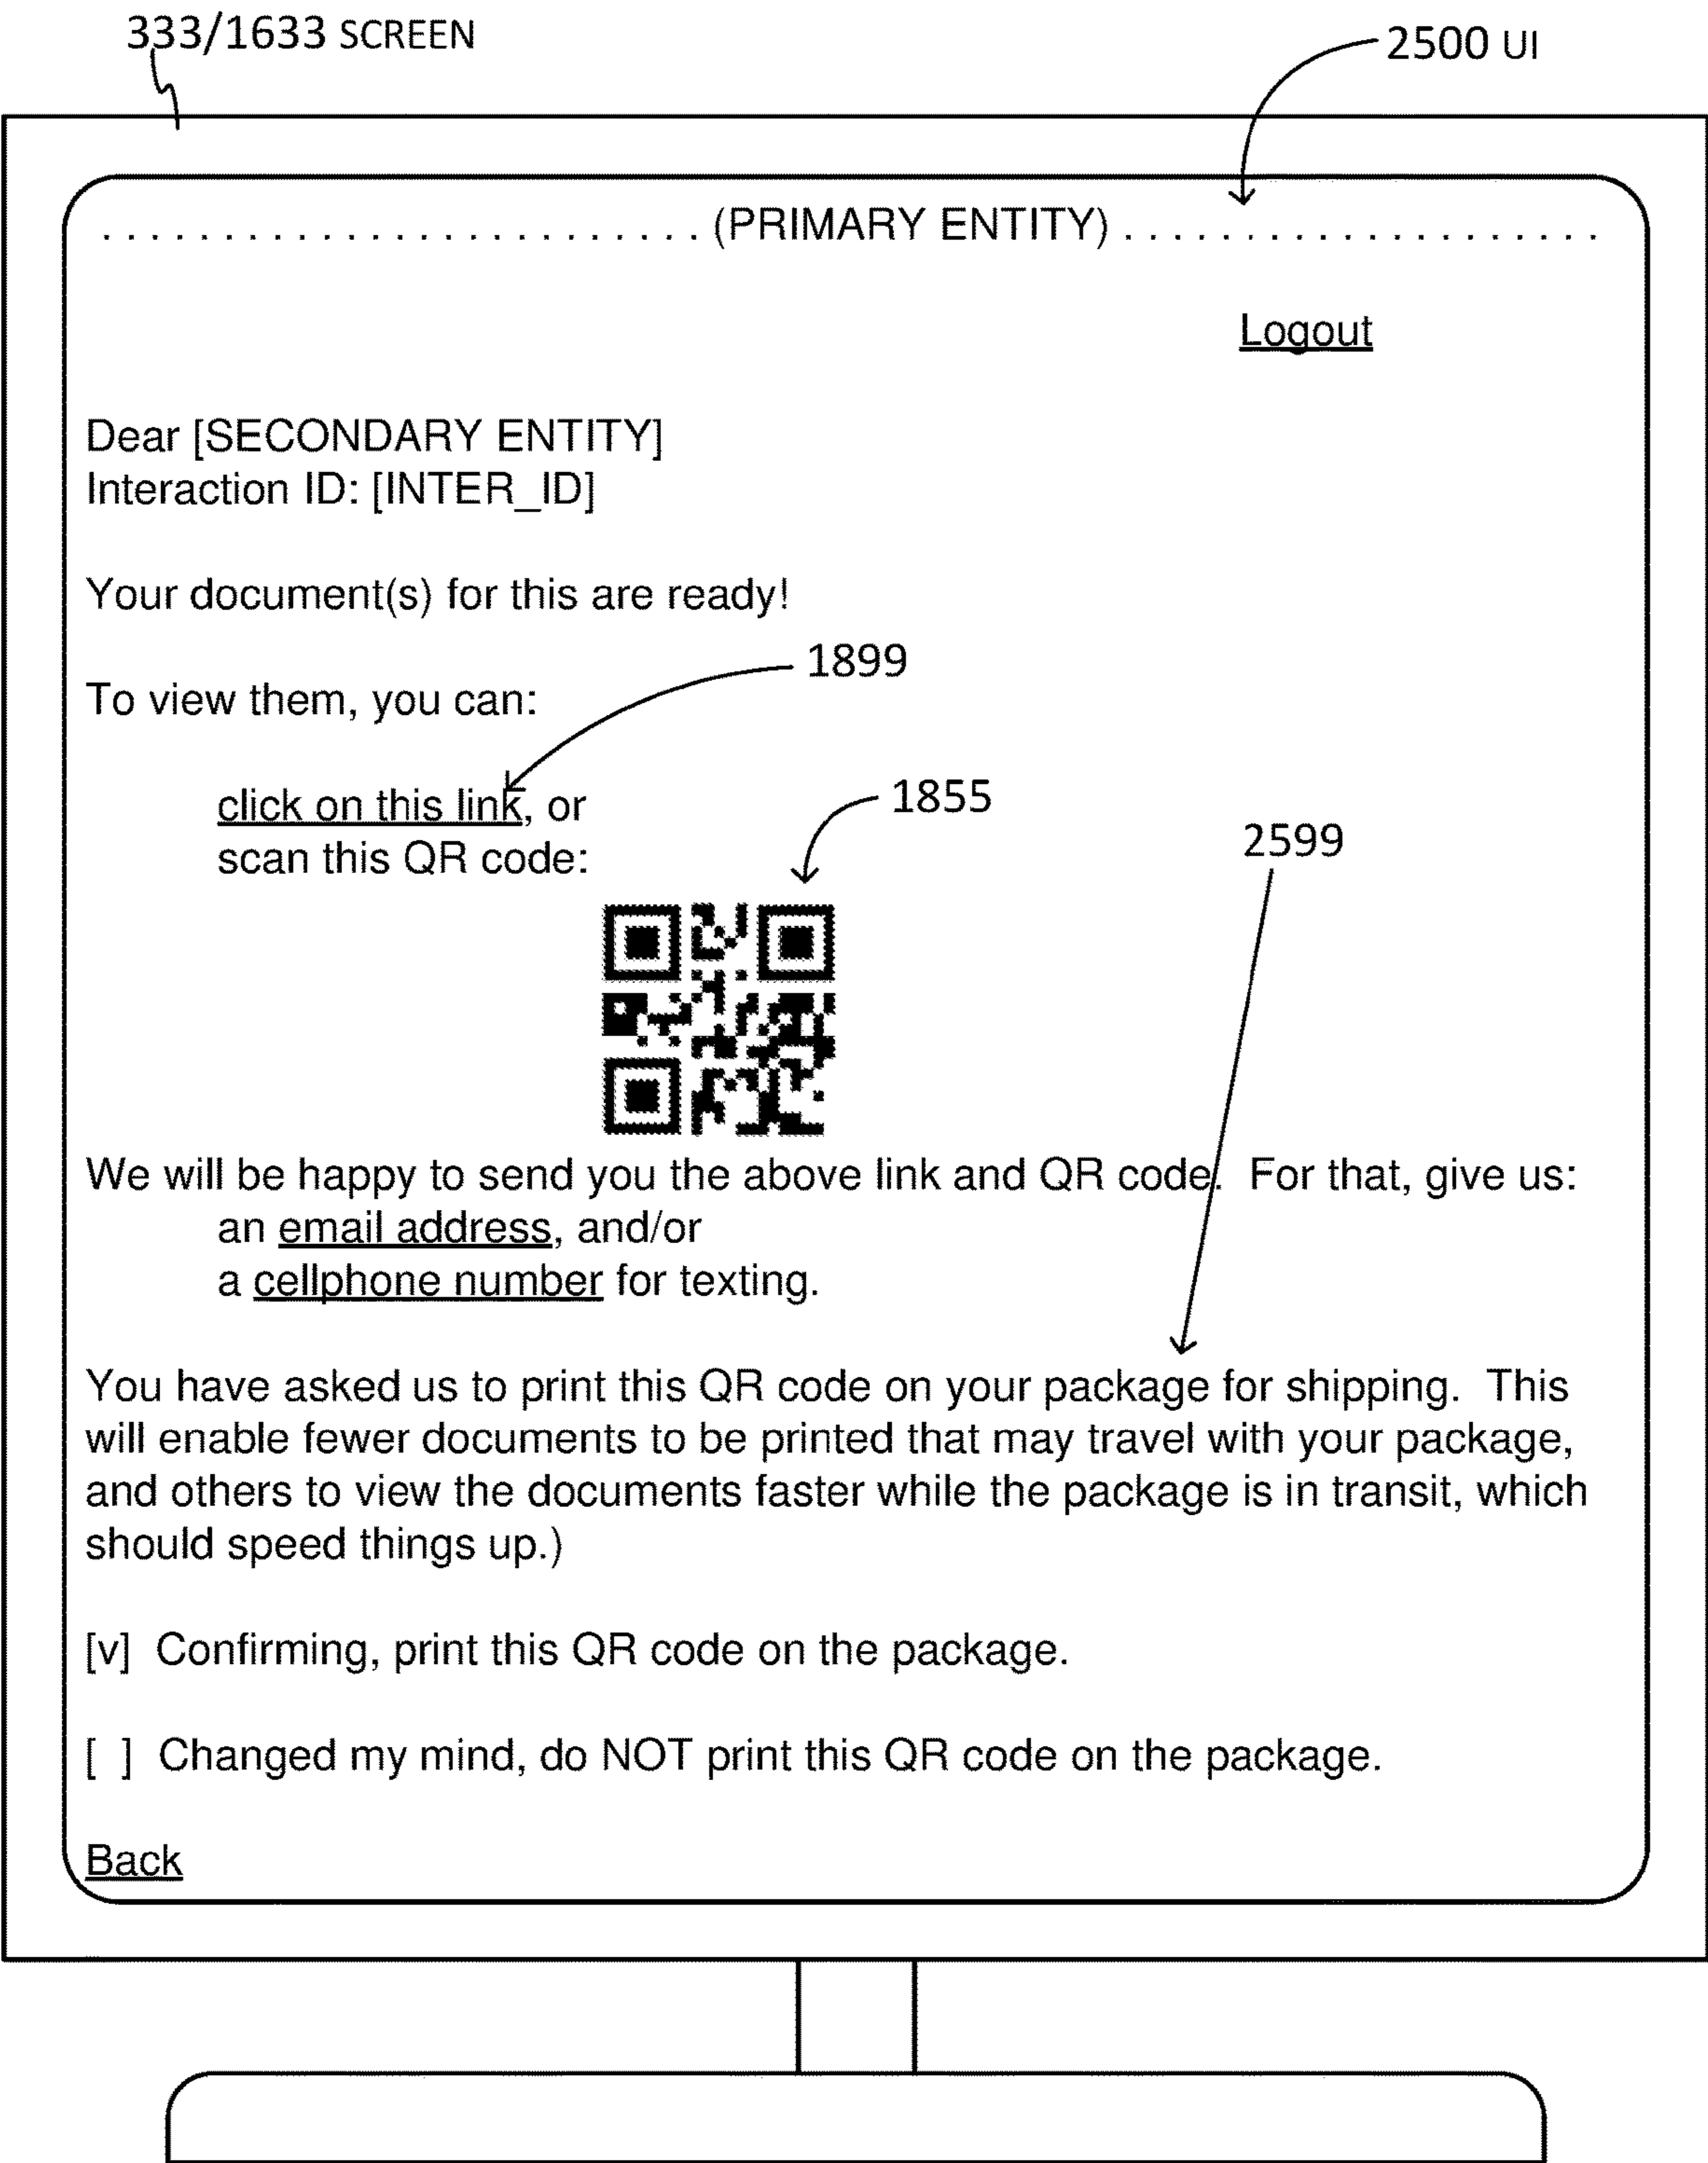 333/1633 SCREEN
2500 UI
. . . . . . . . . . . . . . . . . . . . . . . . . (PRIMARY ENTITY) . . . . . . . . . . . . . . . . . . . .
Logout
Dear [SECONDARY ENTITY]
Interaction ID: [INTER_ID]
Your document(s) for this are ready!
1899
To view them, you can:
click on this link, or
1855
scan this QR code:
2599
We will be happy to send you the above link and QR code. For that, give us:
an email address, and/or
a cellphone number for texting.
You have asked us to print this QR code on your package for shipping. This
will enable fewer documents to be printed that may travel with your package,
and others to view the documents faster while the package is in transit, which
should speed things up.)
[v] Confirming, print this QR code on the package.
[ ] Changed my mind, do NOT print this QR code on the package.
Back